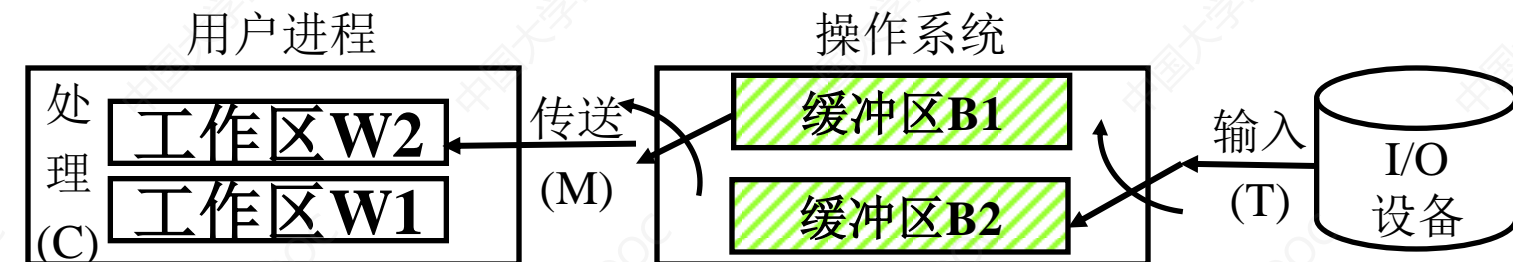 用户进程
操作系统
处理(C)
工作区W2
工作区W1
传送
(M)
缓冲区B1
缓冲区B2
输入
(T)
I/O
设备